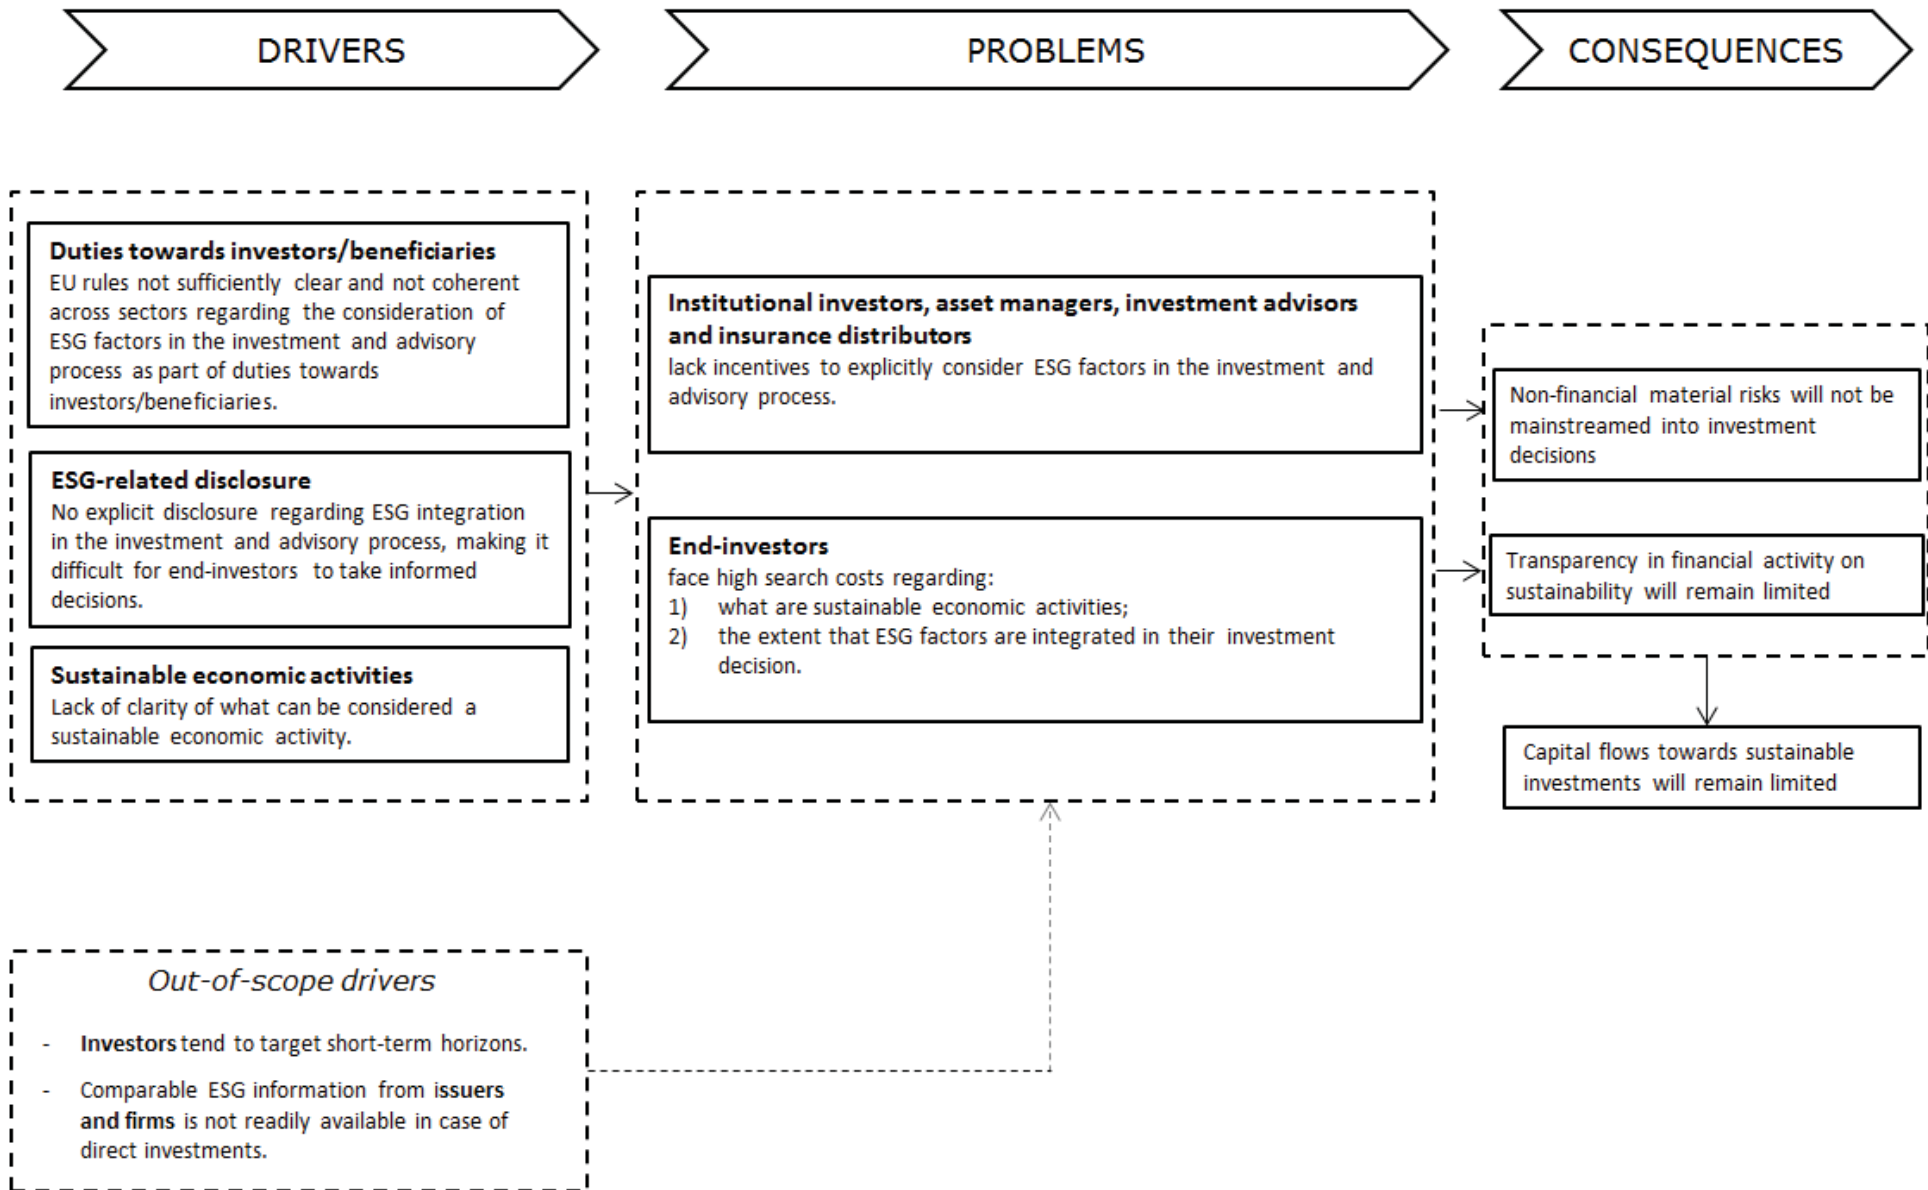 DRIVERS
PROBLEMS
CONSEQUENCES
Duties towards investors/beneficiaries
EU rules not sufficiently clear and not coherent
across sectors regarding the consideration of
ESG factors in the investment and advisory
process as part of duties towards
investors/beneficiaries.
ESG-related disclosure
No explicit disclosure regarding ESG integration
in the investment and advisory process, making it
difficult for end-investors to take informed
decisions.
Sustainable economic activities
Lack of clarity of what can be considered a
sustainable economic activity.
Institutional investors, asset managers, investment advisors
and insurance distributors
lack incentives to explicitly consider ESG factors in the investment and
advisory process.
End-investors
face high search costs regarding:
1) what are sustainable economic activities;
2) the extent that ESG factors are integrated in their investment
decision.
Non-financial material risks will not be
mainstreamed into investment
decisions
Transparency in financial activity on
sustainability will remain limited
Capital flows towards sustainable
investments will remain limited
Out-of-scope drivers
- Investors tend to target short-term horizons.
- Comparable ESG information from issuers
and firms is not readily available in case of
direct investments.